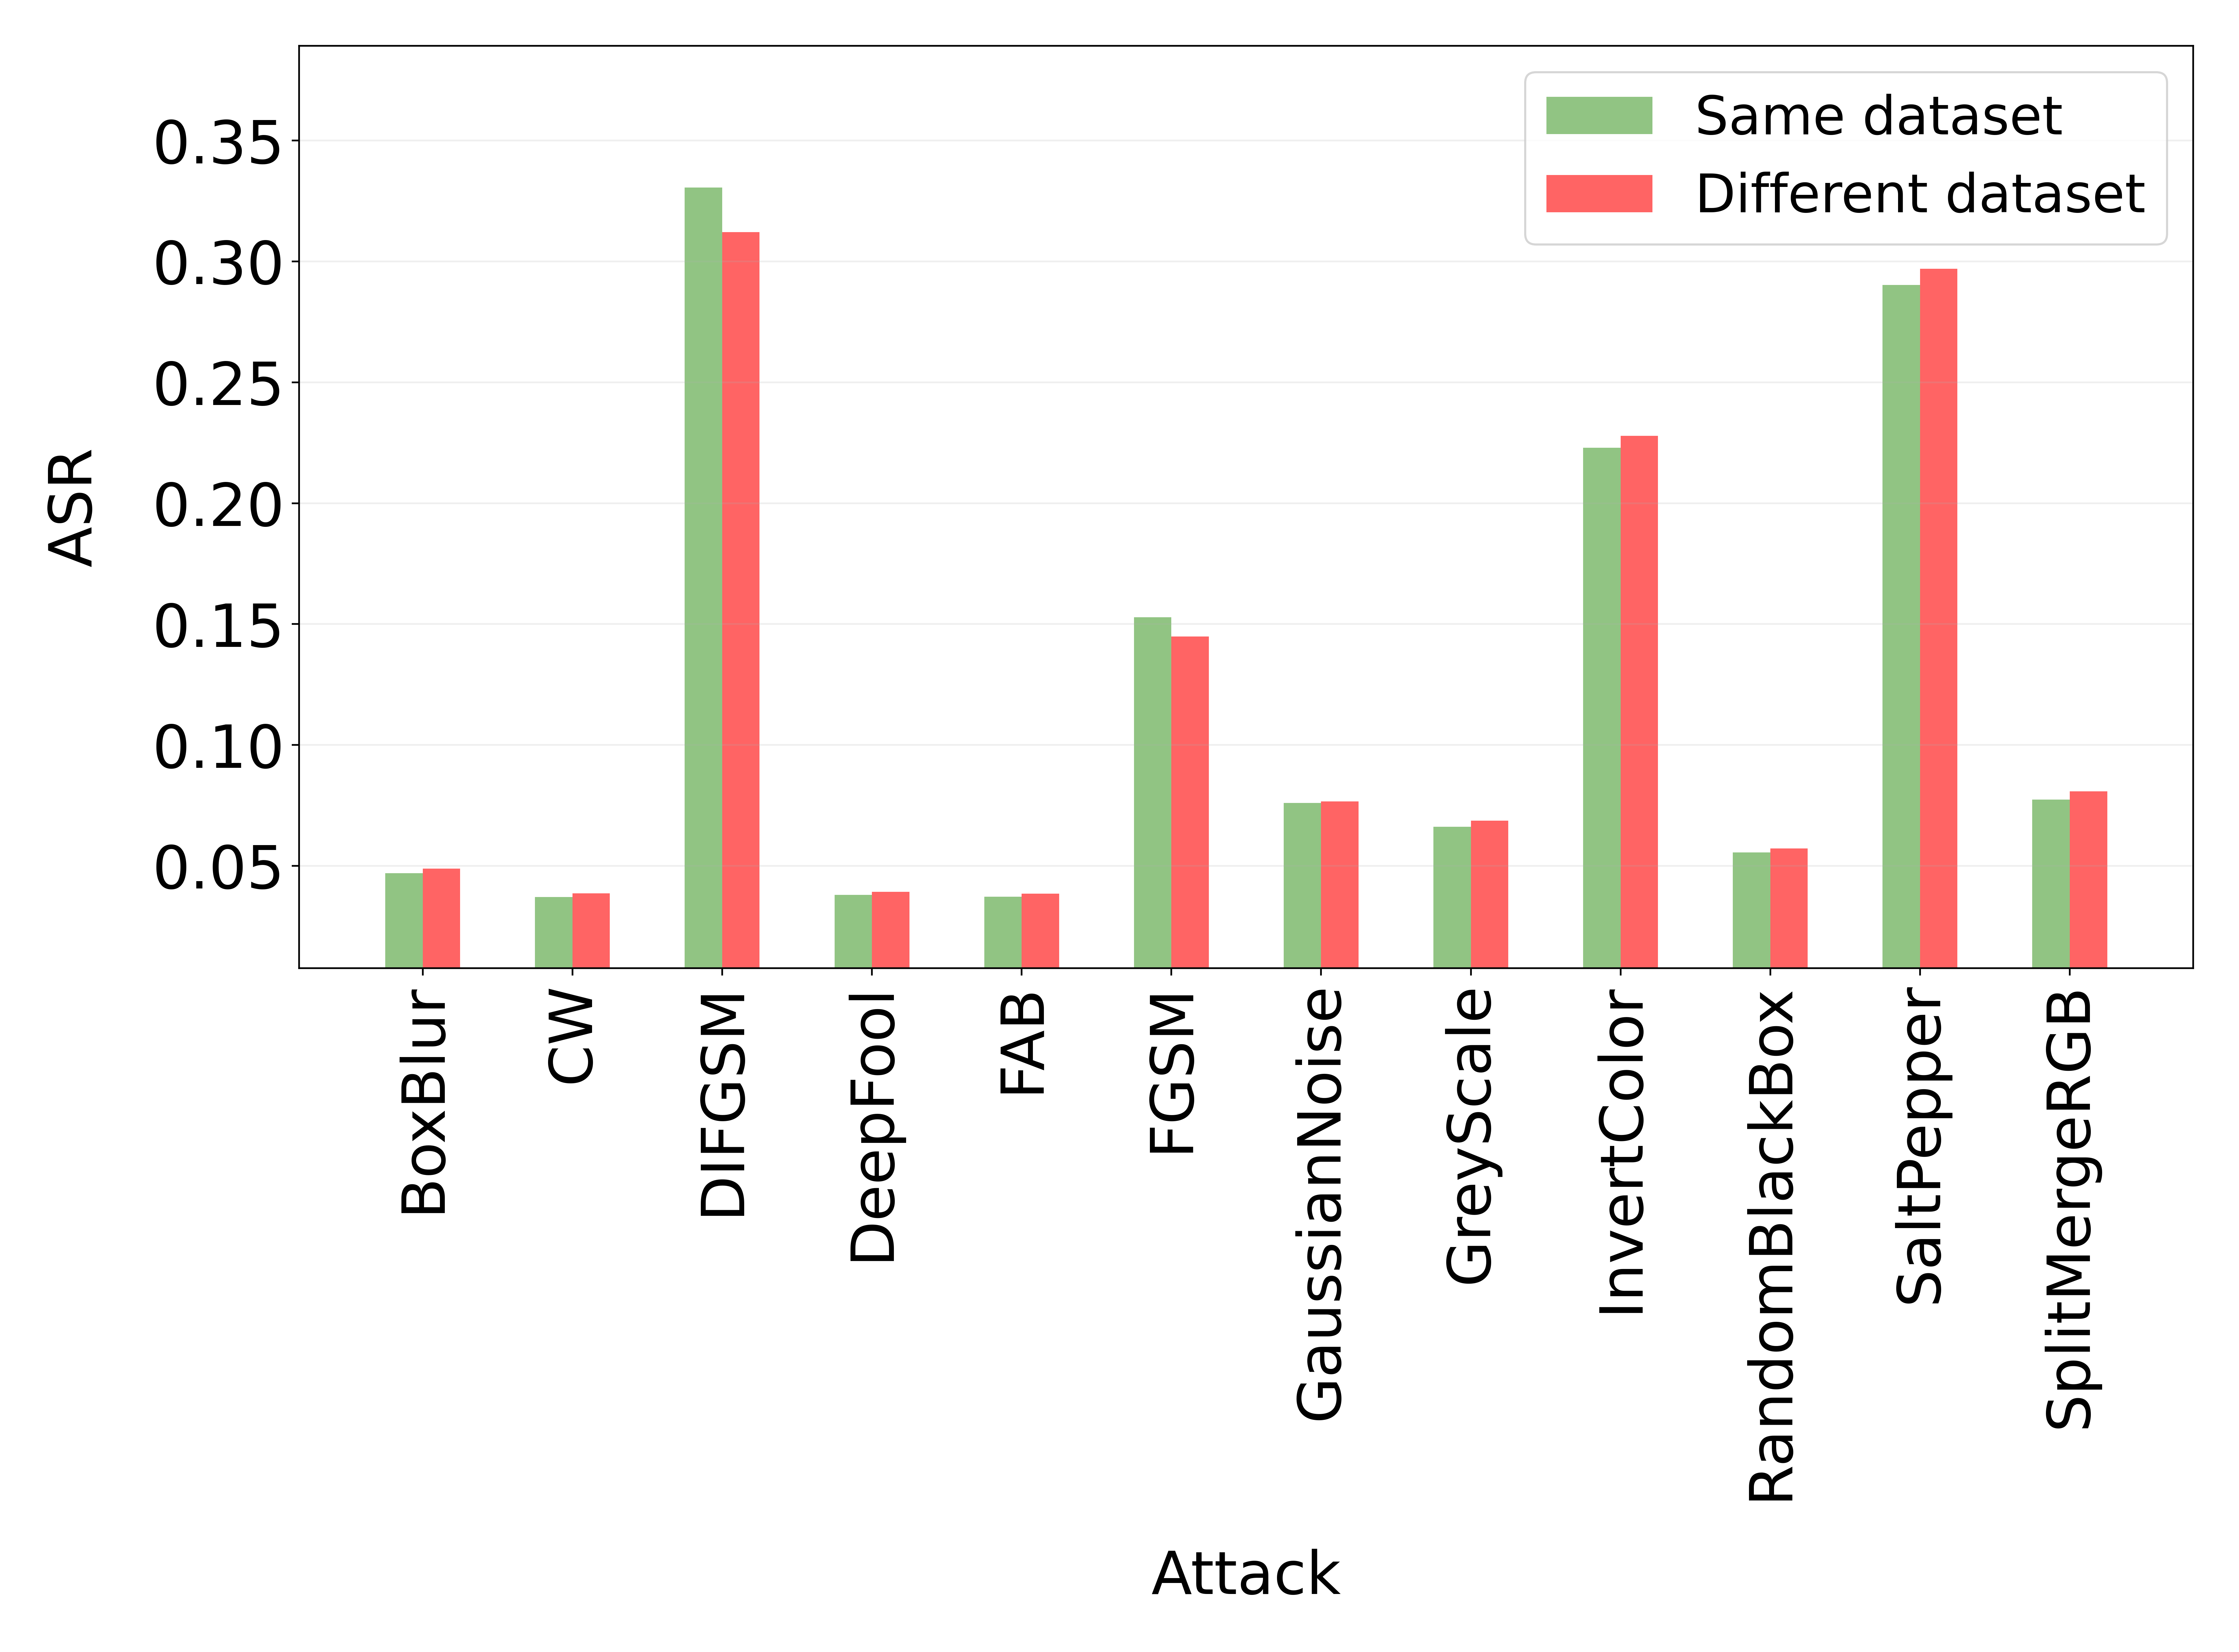 Same dataset
Different dataset
0.35
0.30
0.25
0.20
0.15
0.10
0.05
ASR
BoxBlur
CW
DIFGSM
DeepFool
FAB
FGSM
GaussianNoise
GreyScale
InvertColor
RandomBlackBox
SaltPepper
SplitMergeRGB
Attack